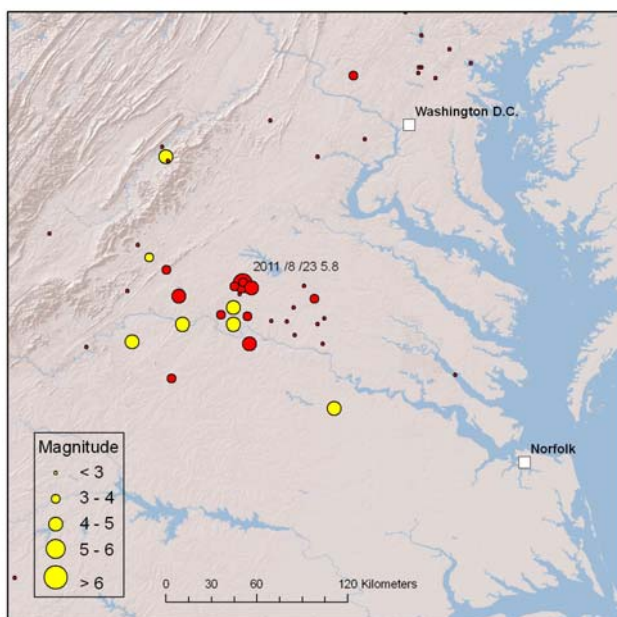 Washington D.C.
2011 /8 /23 5.8
Norfolk
Magnitude
< 3
3 - 4
4 - 5
5 - 6
> 6
0 30 60 120 Kilometers